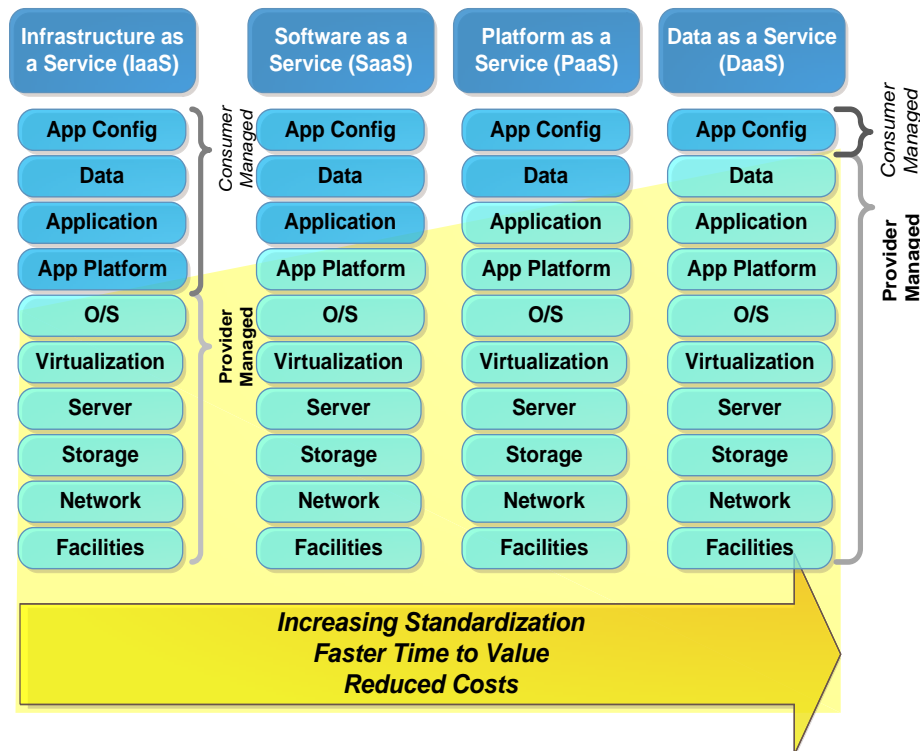 Infrastructure as
a Service (IaaS)
Software as a
Service (SaaS)
Platform as a
Service (PaaS)
Data as a Service
(DaaS)
App Config
Data
Application
App Platform
O/S
Virtualization
Server
Storage
Network
Facilities
Consumer
Managed
Provider
Managed
App Config
Data
Application
App Platform
O/S
Virtualization
Server
Storage
Network
Facilities
App Config
Data
Application
App Platform
O/S
Virtualization
Server
Storage
Network
Facilities
App Config
Data
Application
App Platform
O/S
Virtualization
Server
Storage
Network
Facilities
Consumer
Managed
Provider
Managed
Increasing Standardization
Faster Time to Value
Reduced Costs